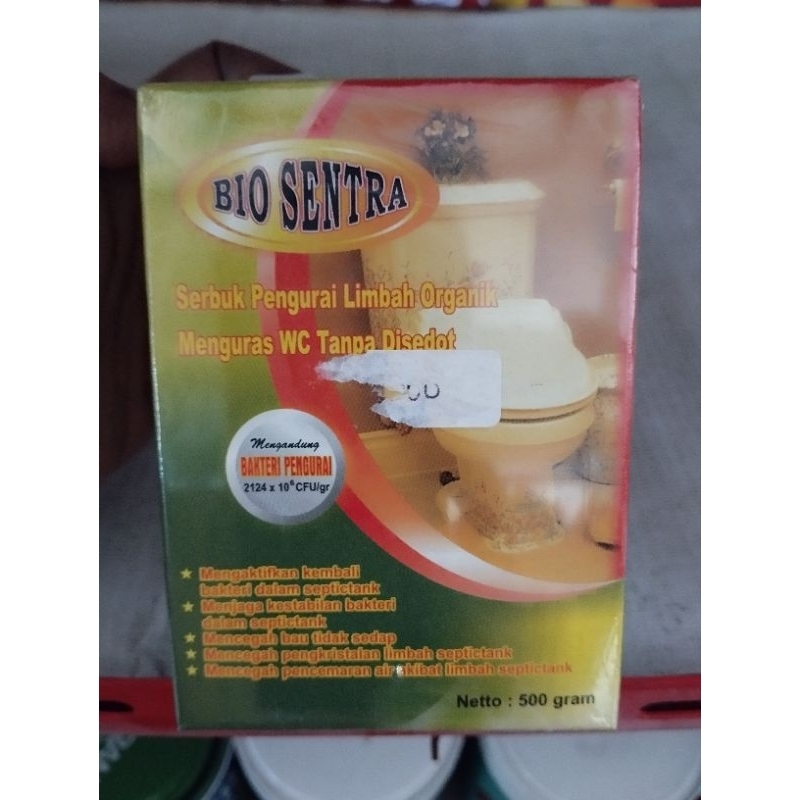 BIO SENTRA
Serbuk Pengurai Limbah Organik
Menguras WC Tanpa Disedot
Mengandung
BAKTERI PENGURAI
2124 x 10⁶ CFU/gr
★ Mengaktifkan kembali
bakteri dalam septictank
★ Menjaga kestabilan bakteri
dalam septictank
★ Mencegah bau tidak sedap
★ Mencegah pengkristalan limbah septictank
★ Mencegah pencemaran air akibat limbah septictank
Netto : 500 gram